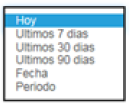 Hoy
Ultimos 7 dias
Ultimos 30 dias
Ultimos 90 dias
Fecha
Periodo